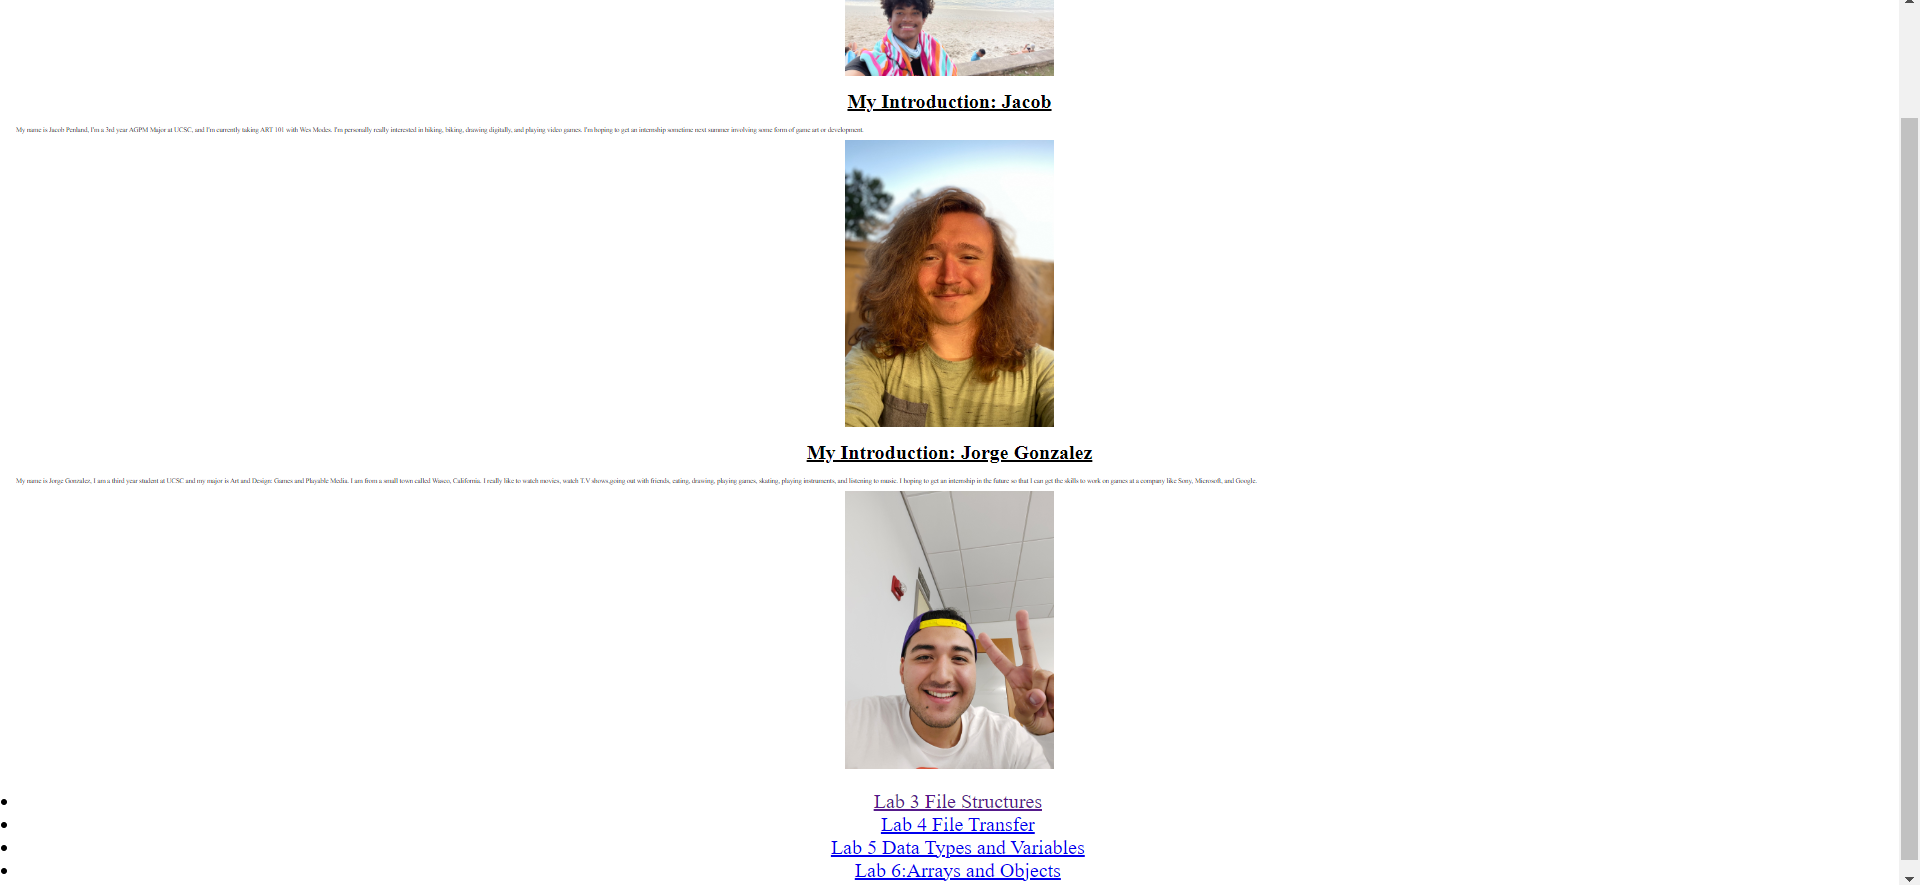 My Introduction: Jacob
My name is Jacob Penland, I'm a 3rd year AGPM Major at UCSC, and I'm currently taking ART 101 with Wes Modes. I'm personally really interested in hiking, biking, drawing digitally, and playing video games. I'm hoping to get an internship sometime next summer involving some form of game art or development.
My Introduction: Jorge Gonzalez
My name is Jorge Gonzalez, I am a third year student at UCSC and my major is Art and Design: Games and Playable Media. I am from a small town called Wasco, California. I really like to watch movies, watch T.V shows,going out with friends, eating, drawing, playing games, skating, playing instruments, and listening to music. I hoping to get an internship in the future so that I can get the skills to work on games at a company like Sony, Microsoft, and Google.
Lab 3 File Structures
Lab 4 File Transfer
Lab 5 Data Types and Variables
Lab 6:Arrays and Objects